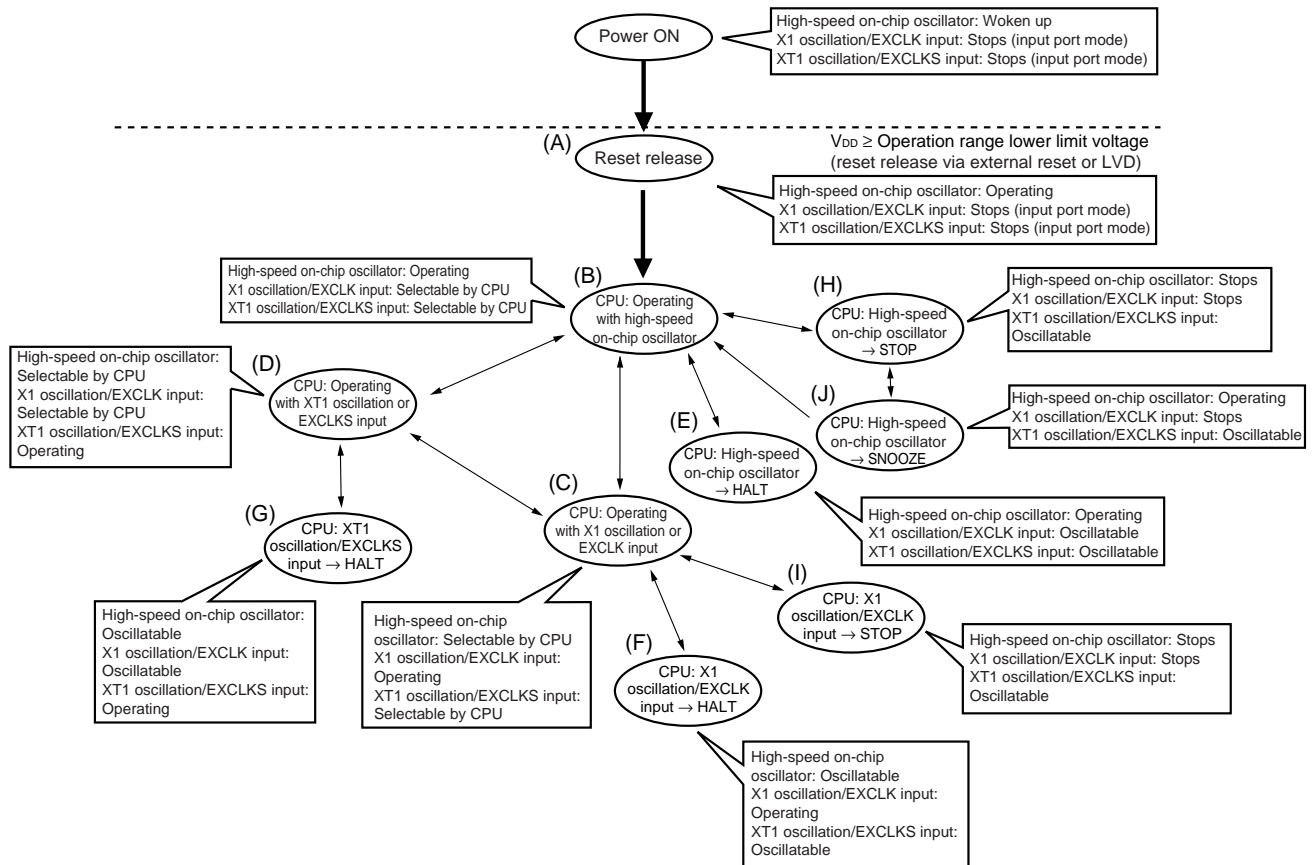 Power ON
High-speed on-chip oscillator: Woken up
X1 oscillation/EXCLK input: Stops (input port mode)
XT1 oscillation/EXCLKS input: Stops (input port mode)
(A)
Reset release
VDD ≥ Operation range lower limit voltage
(reset release via external reset or LVD)
High-speed on-chip oscillator: Operating
X1 oscillation/EXCLK input: Stops (input port mode)
XT1 oscillation/EXCLKS input: Stops (input port mode)
High-speed on-chip oscillator: Operating
X1 oscillation/EXCLK input: Selectable by CPU
XT1 oscillation/EXCLKS input: Selectable by CPU
(B)
CPU: Operating
with high-speed
on-chip oscillator
(H)
CPU: High-speed
on-chip oscillator
→ STOP
High-speed on-chip oscillator: Stops
X1 oscillation/EXCLK input: Stops
XT1 oscillation/EXCLKS input:
Oscillatable
High-speed on-chip oscillator:
Selectable by CPU
X1 oscillation/EXCLK input:
Selectable by CPU
XT1 oscillation/EXCLKS input:
Operating
(D)
CPU: Operating
with XT1 oscillation or
EXCLKS input
(J)
CPU: High-speed
on-chip oscillator
→ SNOOZE
High-speed on-chip oscillator: Operating
X1 oscillation/EXCLK input: Stops
XT1 oscillation/EXCLKS input: Oscillatable
(E)
CPU: High-speed
on-chip oscillator
→ HALT
High-speed on-chip oscillator: Operating
X1 oscillation/EXCLK input: Oscillatable
XT1 oscillation/EXCLKS input: Oscillatable
(C)
CPU: Operating
with X1 oscillation or
EXCLK input
(G)
CPU: XT1
oscillation/EXCLKS
input → HALT
High-speed on-chip oscillator:
Oscillatable
X1 oscillation/EXCLK input:
Oscillatable
XT1 oscillation/EXCLKS input:
Operating
High-speed on-chip
oscillator: Selectable by CPU
X1 oscillation/EXCLK input:
Operating
XT1 oscillation/EXCLKS input:
Selectable by CPU
(I)
CPU: X1
oscillation/EXCLK
input → STOP
High-speed on-chip oscillator: Stops
X1 oscillation/EXCLK input: Stops
XT1 oscillation/EXCLKS input:
Oscillatable
(F)
CPU: X1
oscillation/EXCLK
input → HALT
High-speed on-chip
oscillator: Oscillatable
X1 oscillation/EXCLK input:
Operating
XT1 oscillation/EXCLKS input:
Oscillatable